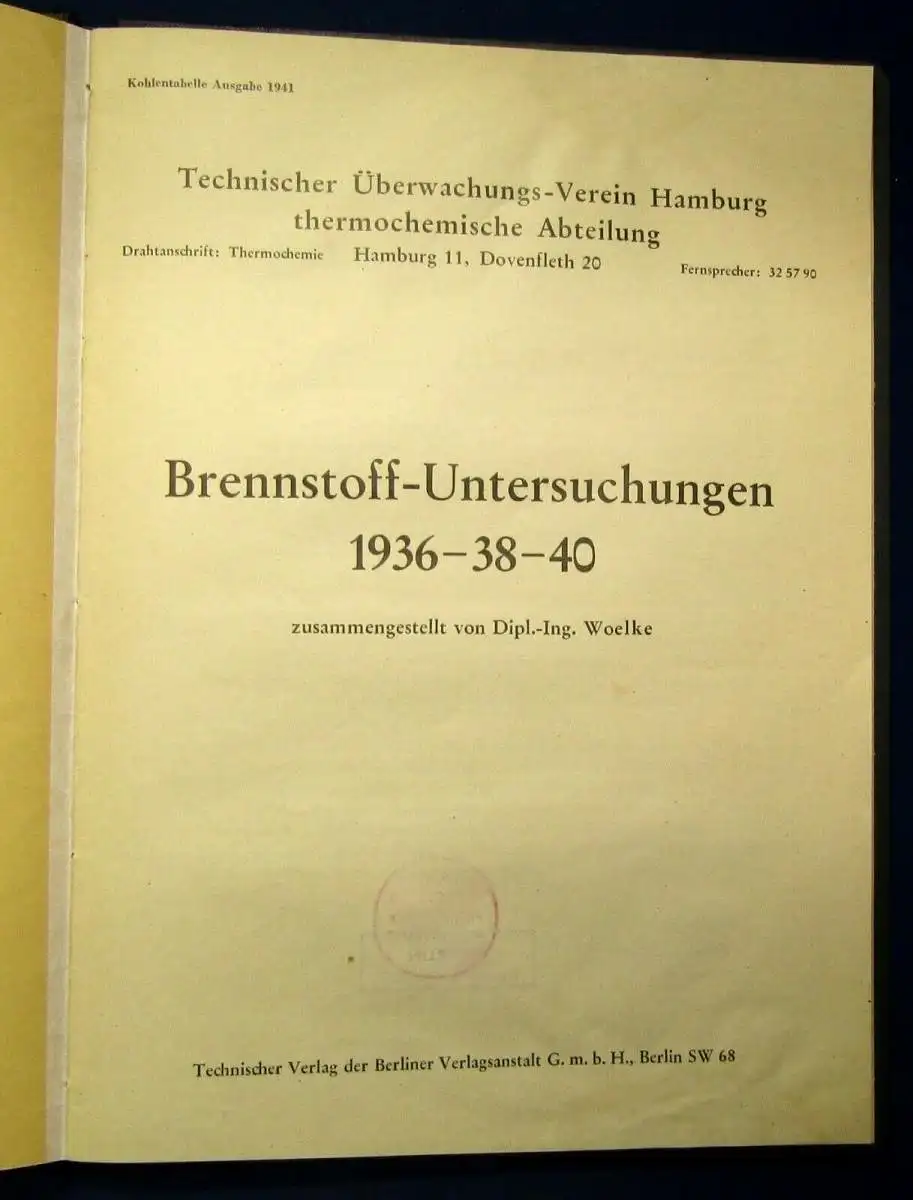 Kohlentabelle Ausgabe 1941
Technischer Überwachungs-Verein Hamburg
thermochemische Abteilung
Drahtanschrift: Thermochemie Hamburg 11, Dovenfleth 20 Fernsprecher: 32 57 90
Brennstoff-Untersuchungen
1936–38–40
zusammengestellt von Dipl.-Ing. Woelke
Technischer Verlag der Berliner Verlagsanstalt G. m. b. H., Berlin SW 68